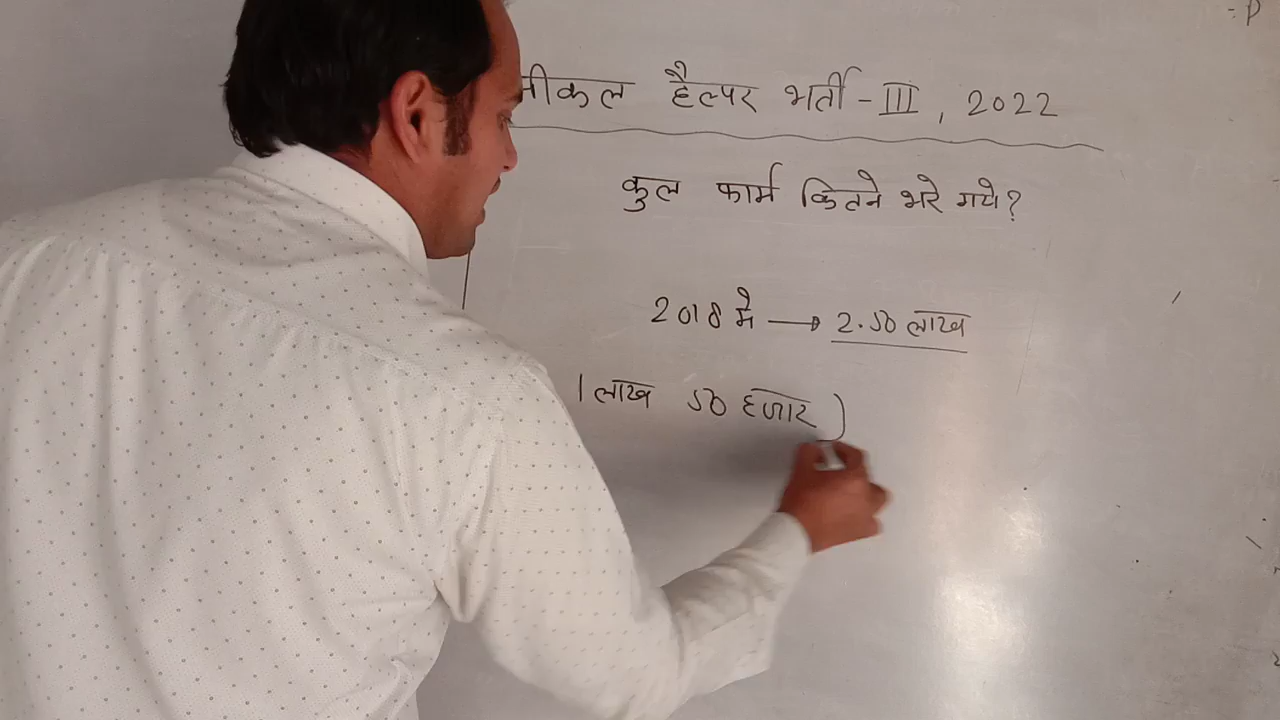 नीकल हैल्पर भर्ती - III, 2022
कुल फार्म कितने भरे गये?
2018 मे → 2.50 लाख
1 लाख 50 हजार )